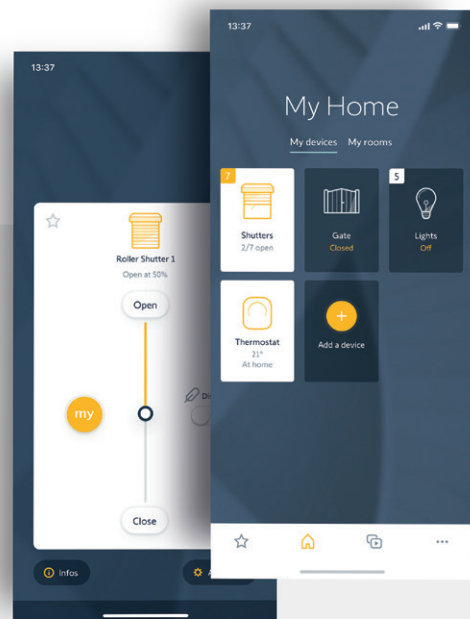 13:37
Roller Shutter 1
Open at 50%
Open
my
Close
Infos
13:37
My Home
My devices My rooms
7
Shutters
2/7 open
Gate
Closed
5
Lights
Off
Thermostat
21°
At home
Add a device